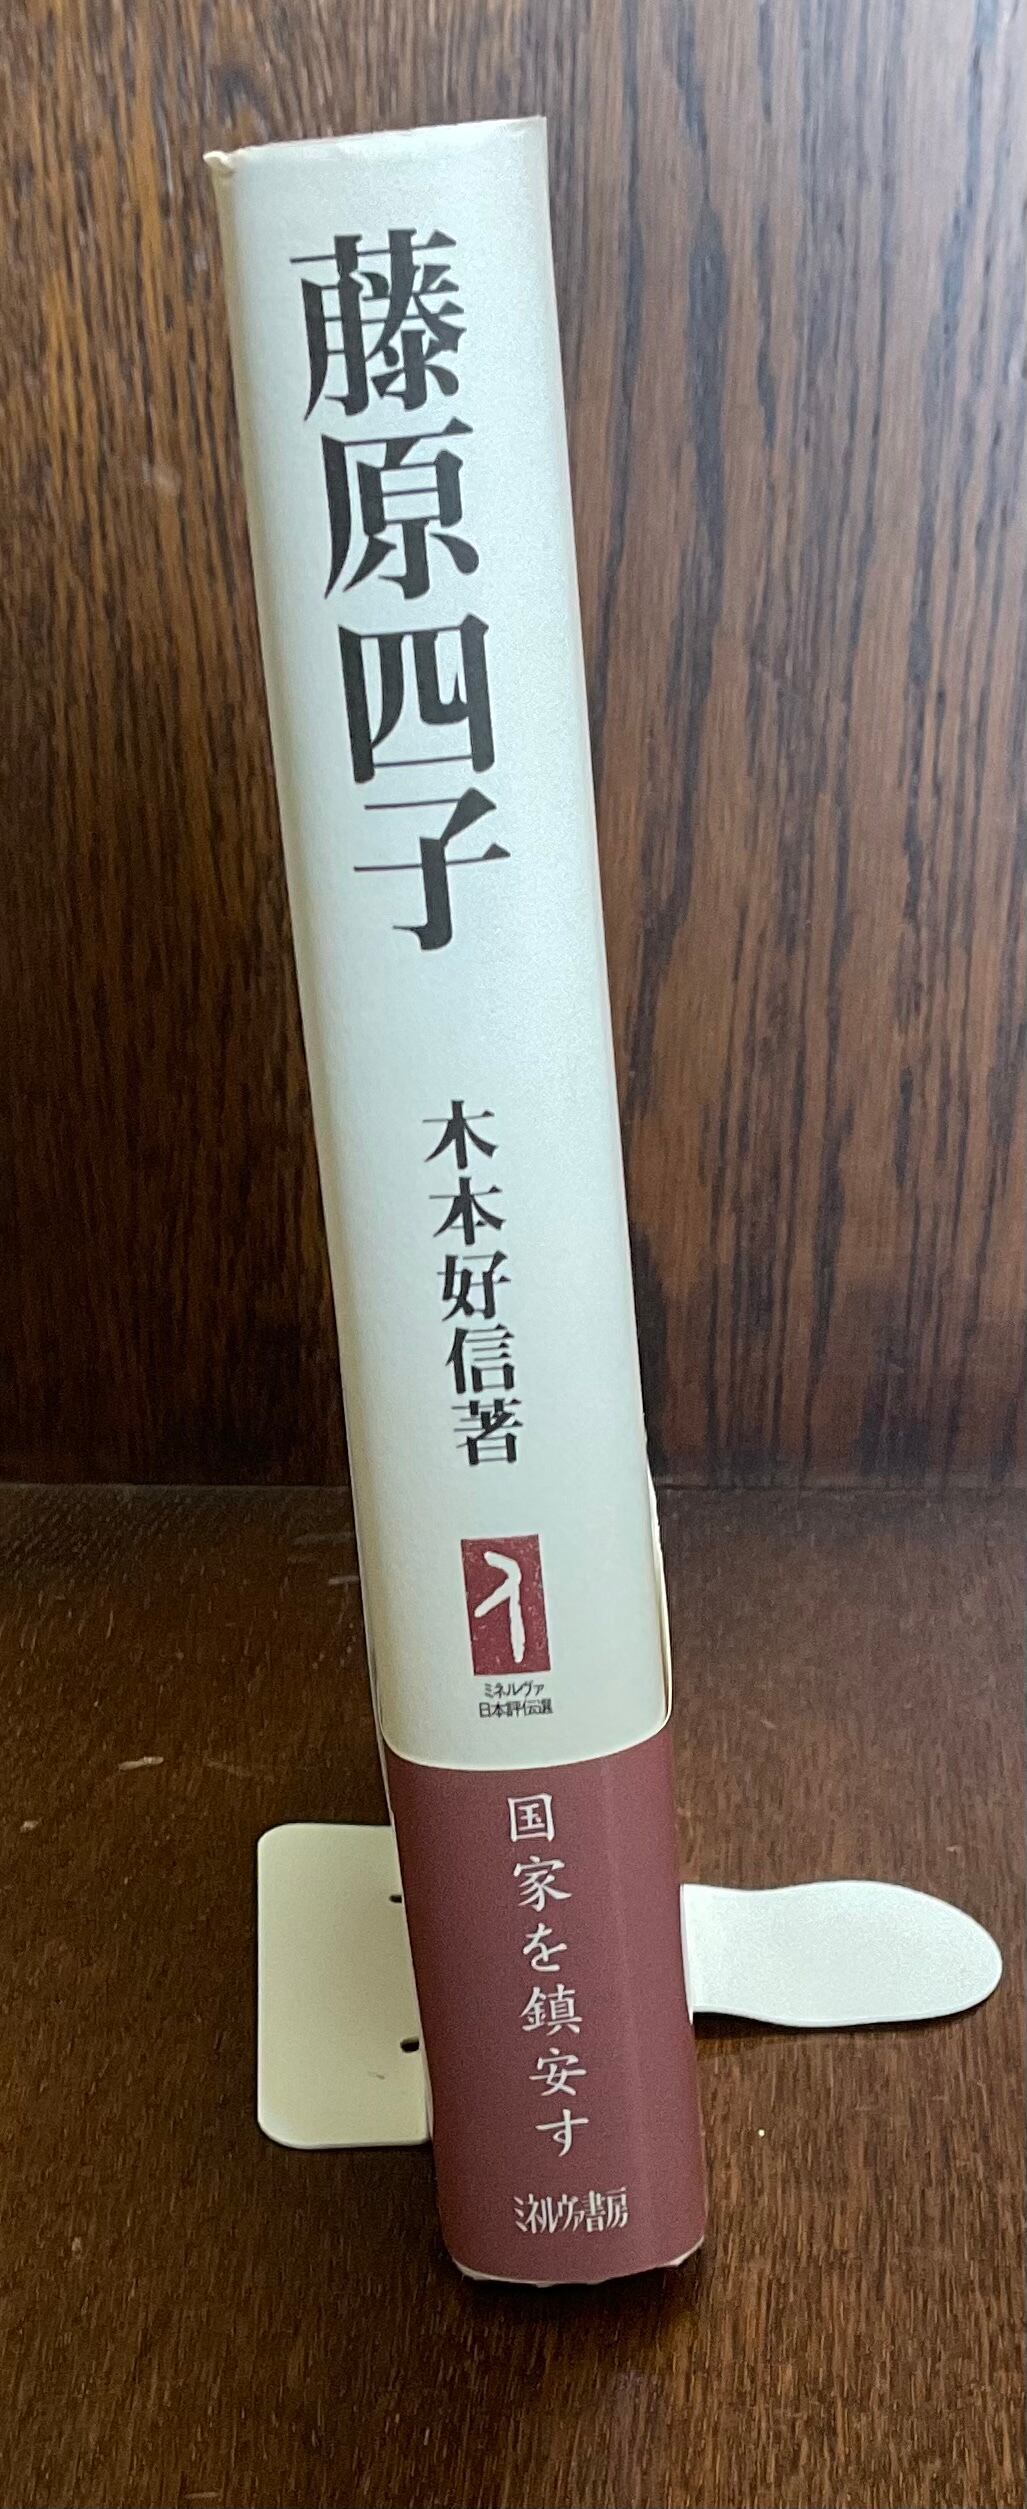 藤原四子
木本好信著
ミネルヴァ
日本評伝選
国家を鎮安す
ミネルヴァ書房